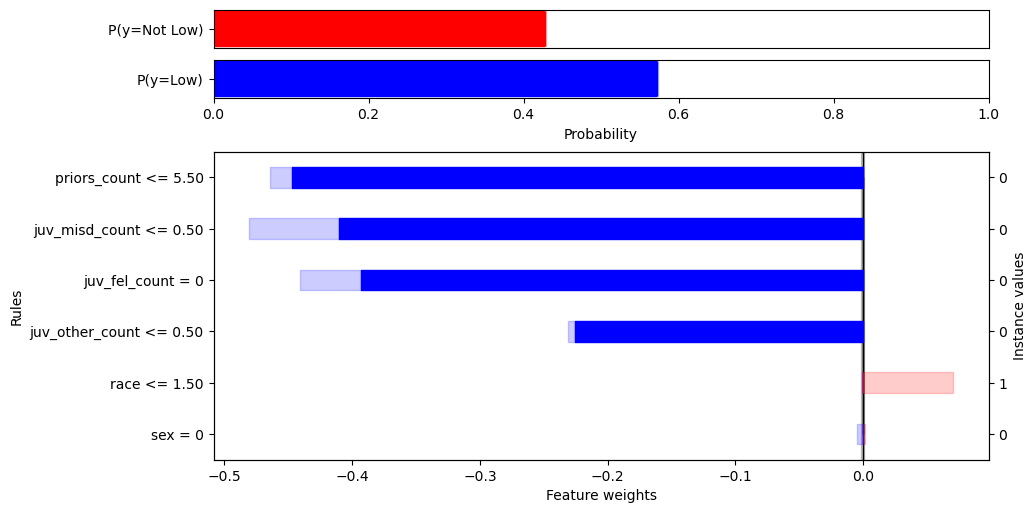 P(y=Not Low)
P(y=Low)
0.0 0.2 0.4 0.6 0.8 1.0
Probability
priors_count <= 5.50 0
juv_misd_count <= 0.50 0
juv_fel_count = 0 0
juv_other_count <= 0.50 0
race <= 1.50 1
sex = 0 0
Rules
Instance values
−0.5 −0.4 −0.3 −0.2 −0.1 0.0
Feature weights